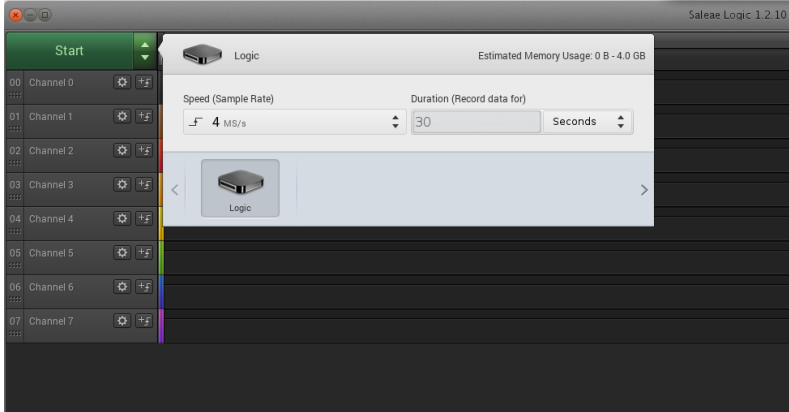 Saleae Logic 1.2.10
Start
Logic
Estimated Memory Usage: 0 B - 4.0 GB
Speed (Sample Rate)
Duration (Record data for)
4 MS/s
30
Seconds
Logic
00 Channel 0
01 Channel 1
02 Channel 2
03 Channel 3
04 Channel 4
05 Channel 5
06 Channel 6
07 Channel 7